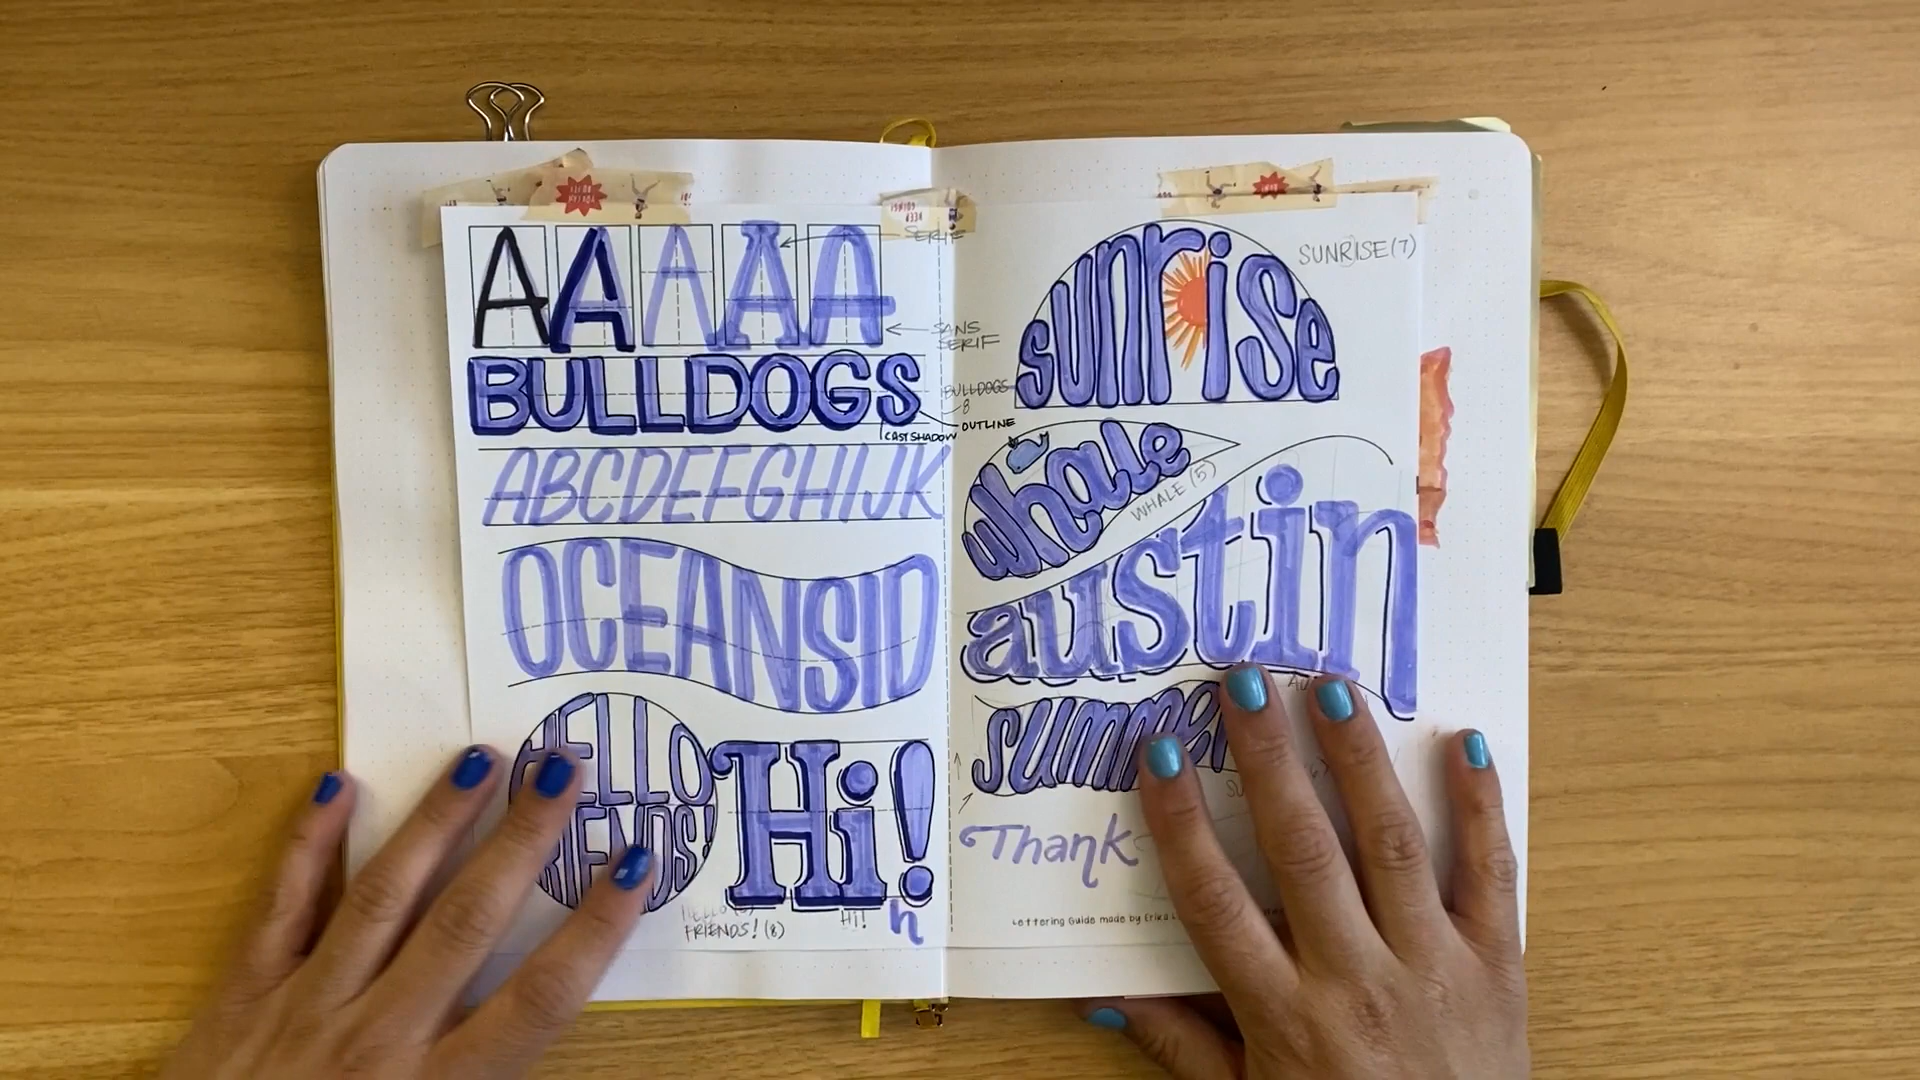 A A A A A
SERIF
SANS
SERIF
BULLDOGS
BULLDOGS
8
OUTLINE
CAST SHADOW
ABCDEFGHIJK
OCEANSID
HELLO
FRIENDS!
HELLO
FRIENDS! (8)
Hi!
Hi!
h
sunrise
SUNRISE (7)
whale
WHALE (5)
austin
summer
Thank
Lettering Guide made by Erika